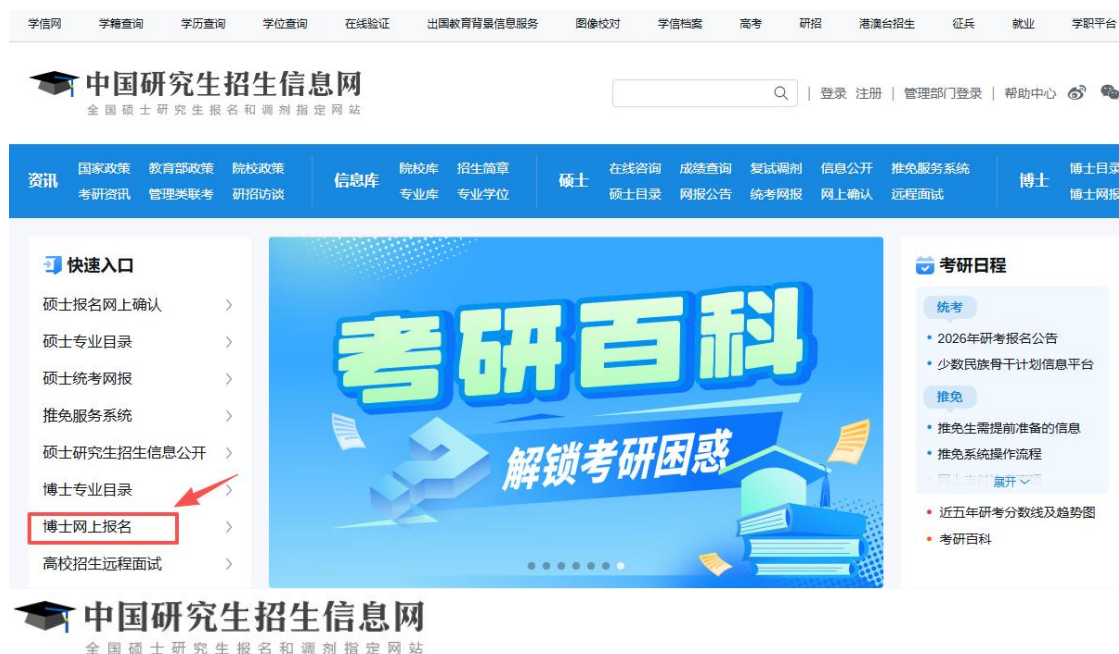 学信网 学籍查询 学历查询 学位查询 在线验证 出国教育背景信息服务 图像校对 学信档案 高考 研招 港澳台招生 征兵 就业 学职平台
中国研究生招生信息网
全国硕士研究生报名和调剂指定网站
| 登录 注册 | 管理部门登录 | 帮助中心
资讯
国家政策 教育部政策 院校政策
考研资讯 管理类联考 研招访谈
信息库
院校库 招生简章
专业库 专业学位
硕士
在线咨询 成绩查询 复试调剂 信息公开 推免服务系统
硕士目录 网报公告 统考网报 网上确认 远程面试
博士
博士目录
博士网报
快速入口
硕士报名网上确认
硕士专业目录
硕士统考网报
推免服务系统
硕士研究生招生信息公开
博士专业目录
博士网上报名
高校招生远程面试
考研百科
解锁考研困惑
考研日程
统考
2026年研考报名公告
少数民族骨干计划信息平台
推免
推免生需提前准备的信息
推免系统操作流程
展开
近五年研考分数线及趋势图
考研百科
中国研究生招生信息网
全国硕士研究生报名和调剂指定网站